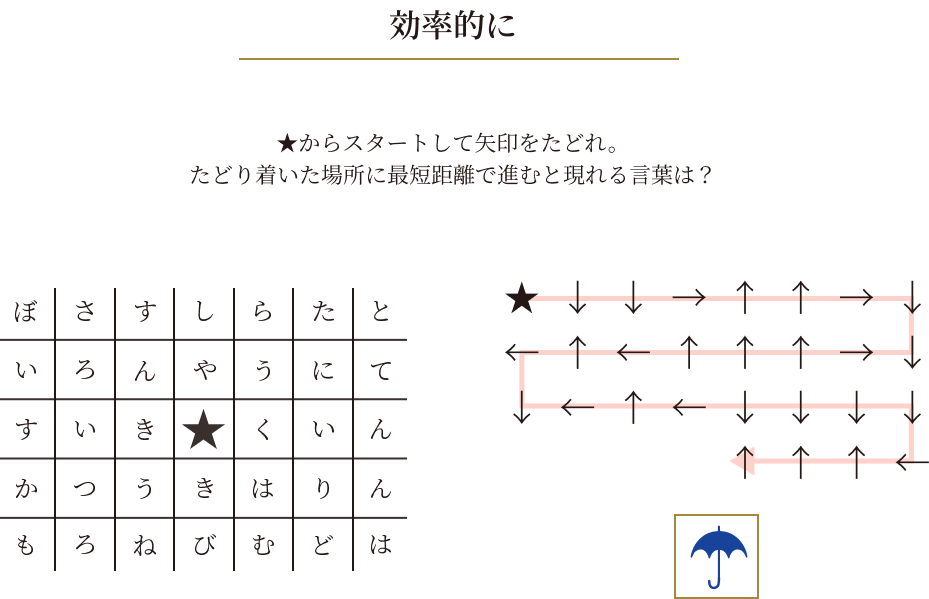 効率的に
★からスタートして矢印をたどれ。
たどり着いた場所に最短距離で進むと現れる言葉は？
ぼ さ す し ら た と
い ろ ん や う に て
す い き ★ く い ん
か つ う き は り ん
も ろ ね び む ど は
★ ↓ ↓ → ↑ ↑ → ↓
← ↑ ← ↑ ↑ ↑ → ↓
↓ ← ↑ ← ↓ ↓ ↓ ↓
↑ ↑ ↑ ←